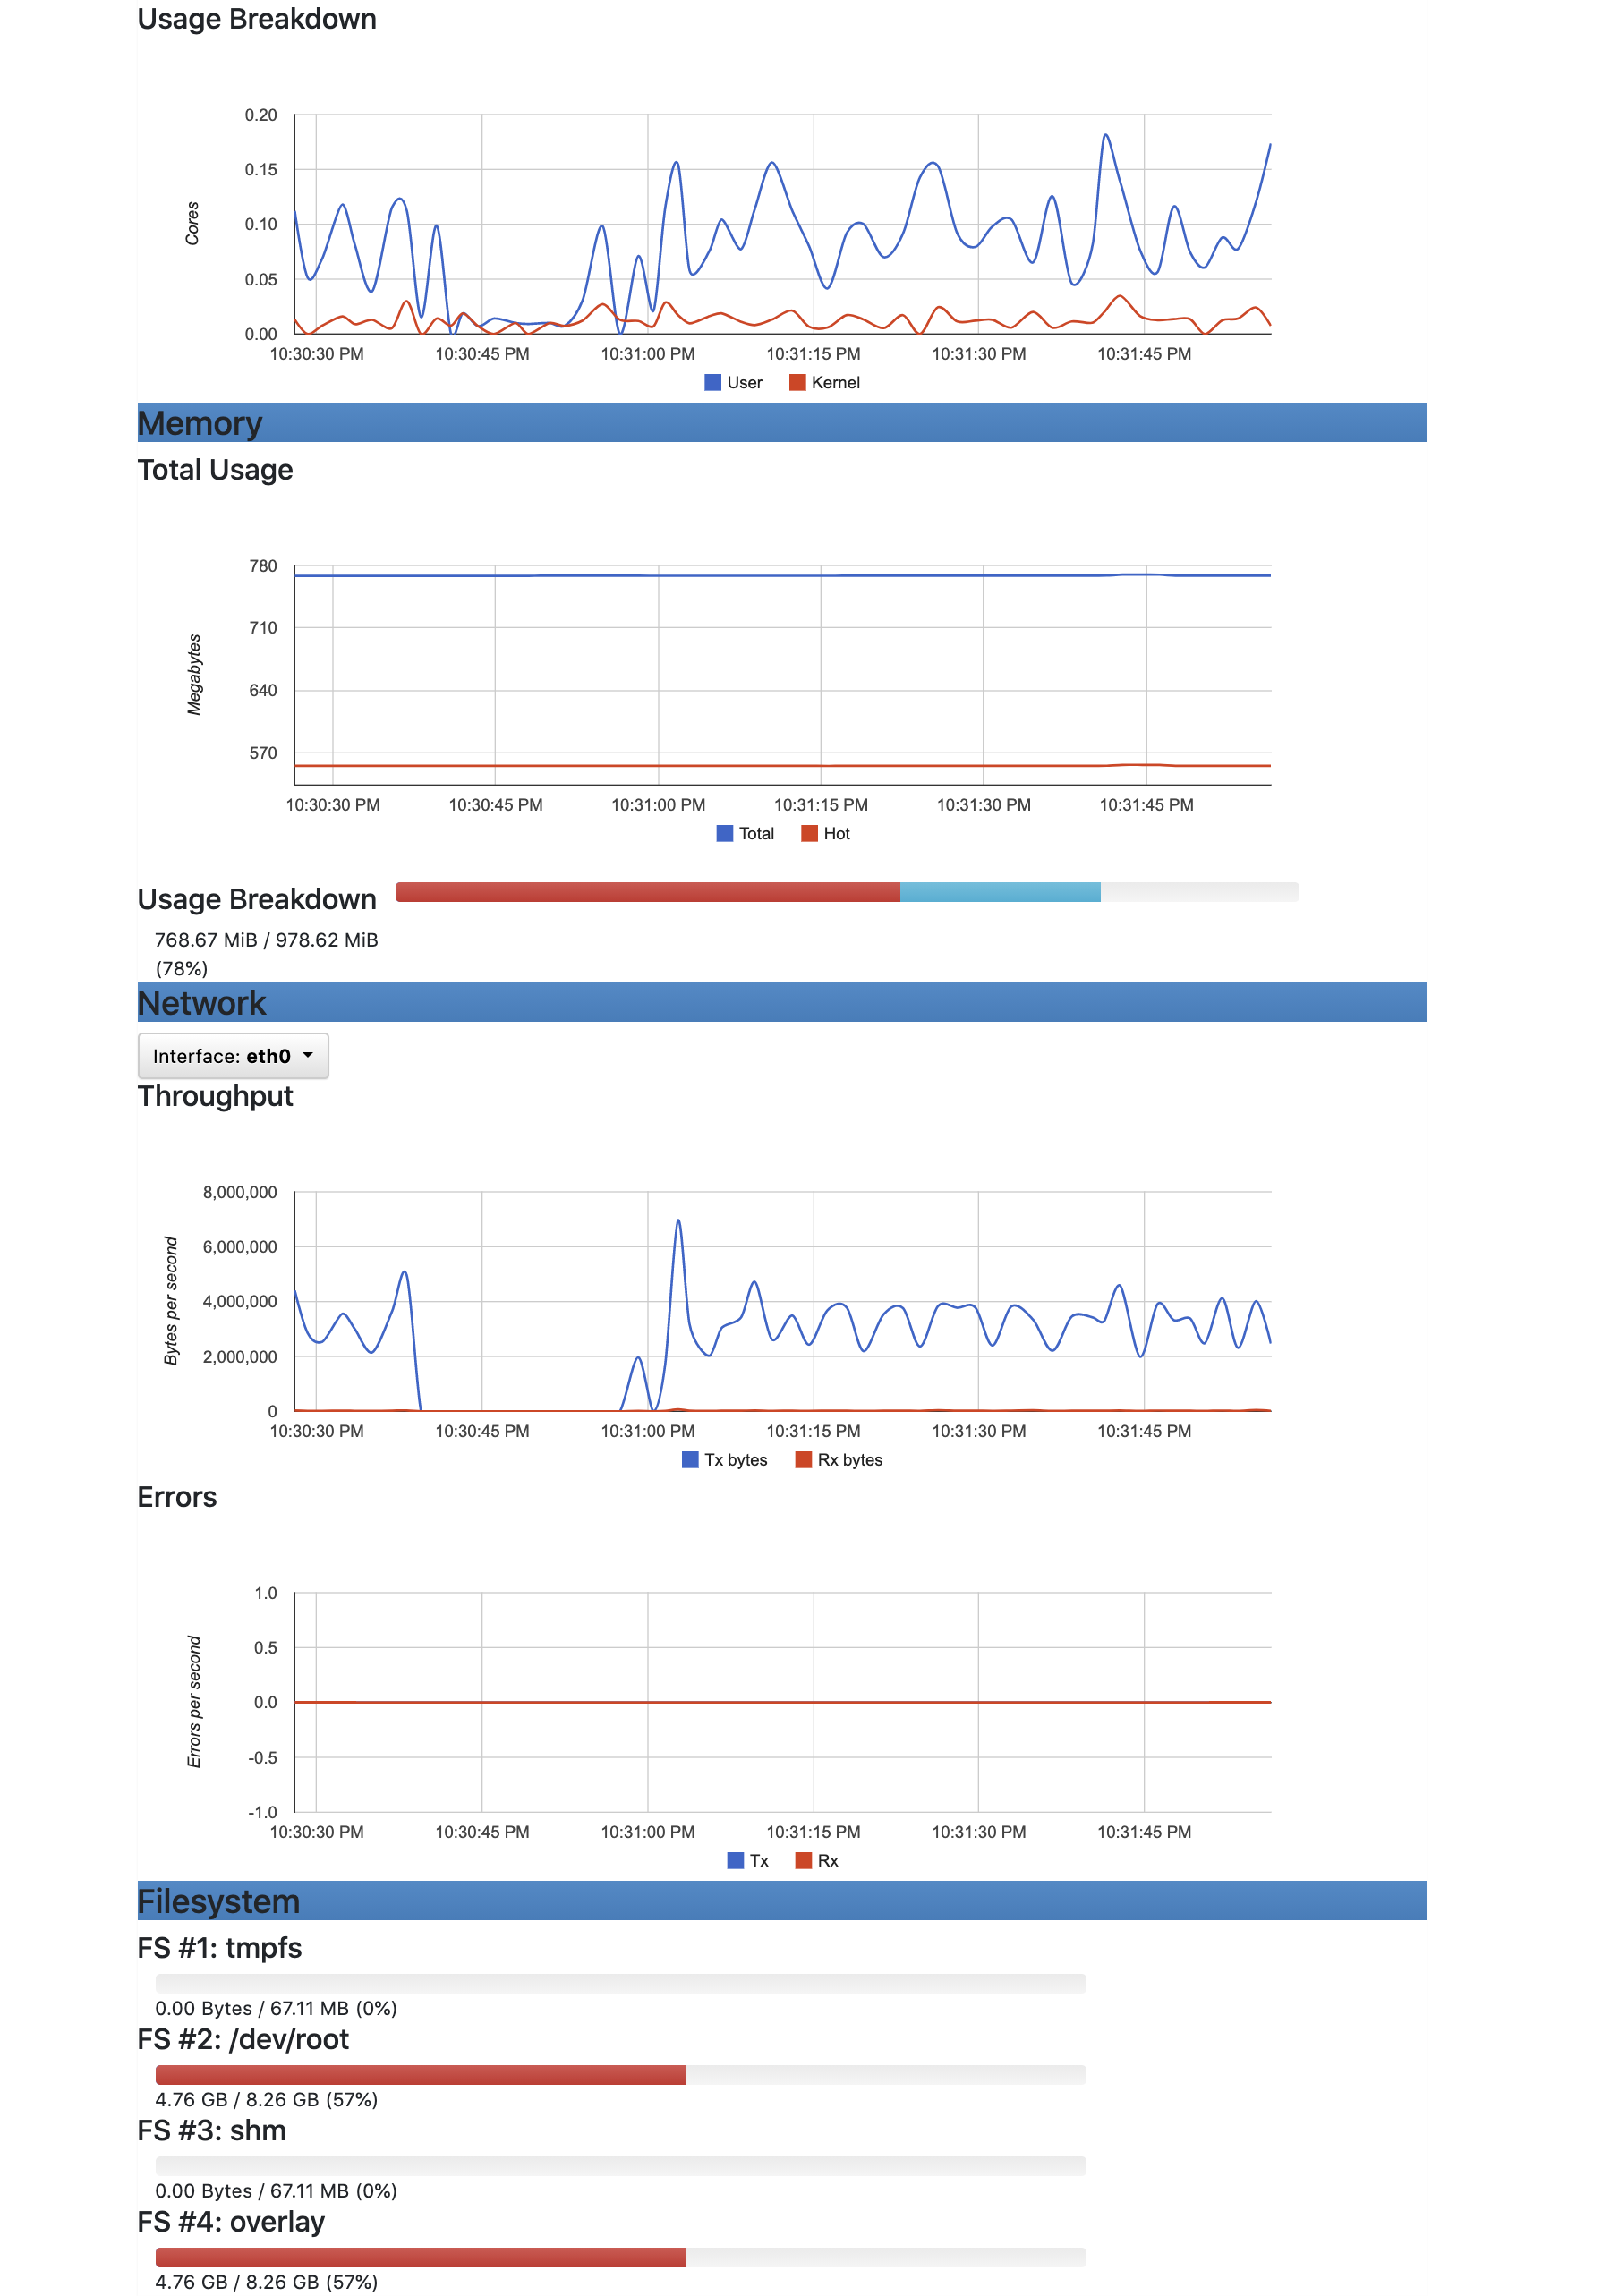 Usage Breakdown
0.20
0.15
0.10
0.05
0.00
Cores
10:30:30 PM 10:30:45 PM 10:31:00 PM 10:31:15 PM 10:31:30 PM 10:31:45 PM
User Kernel
Memory
Total Usage
780
710
640
570
Megabytes
10:30:30 PM 10:30:45 PM 10:31:00 PM 10:31:15 PM 10:31:30 PM 10:31:45 PM
Total Hot
Usage Breakdown
768.67 MiB / 978.62 MiB
(78%)
Network
Interface: eth0
Throughput
8,000,000
6,000,000
4,000,000
2,000,000
0
Bytes per second
10:30:30 PM 10:30:45 PM 10:31:00 PM 10:31:15 PM 10:31:30 PM 10:31:45 PM
Tx bytes Rx bytes
Errors
1.0
0.5
0.0
-0.5
-1.0
Errors per second
10:30:30 PM 10:30:45 PM 10:31:00 PM 10:31:15 PM 10:31:30 PM 10:31:45 PM
Tx Rx
Filesystem
FS #1: tmpfs
0.00 Bytes / 67.11 MB (0%)
FS #2: /dev/root
4.76 GB / 8.26 GB (57%)
FS #3: shm
0.00 Bytes / 67.11 MB (0%)
FS #4: overlay
4.76 GB / 8.26 GB (57%)